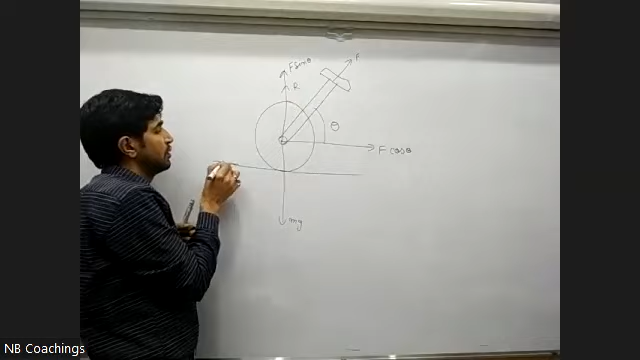 F sinθ
F
R
θ
F cosθ
mg
NB Coachings